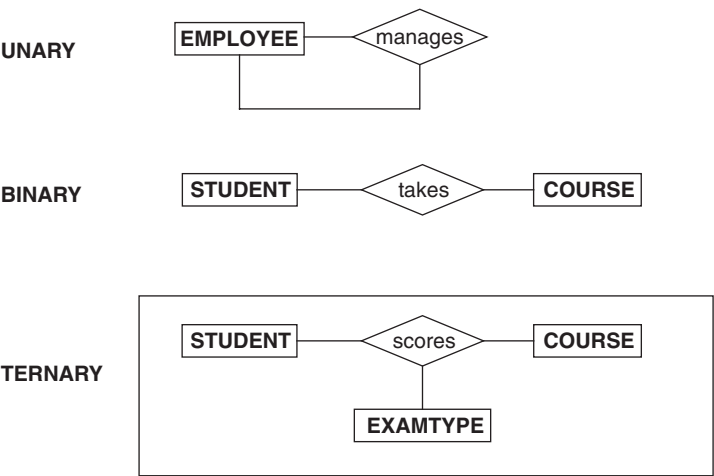 UNARY
EMPLOYEE manages
BINARY
STUDENT takes COURSE
TERNARY
STUDENT scores COURSE
EXAMTYPE